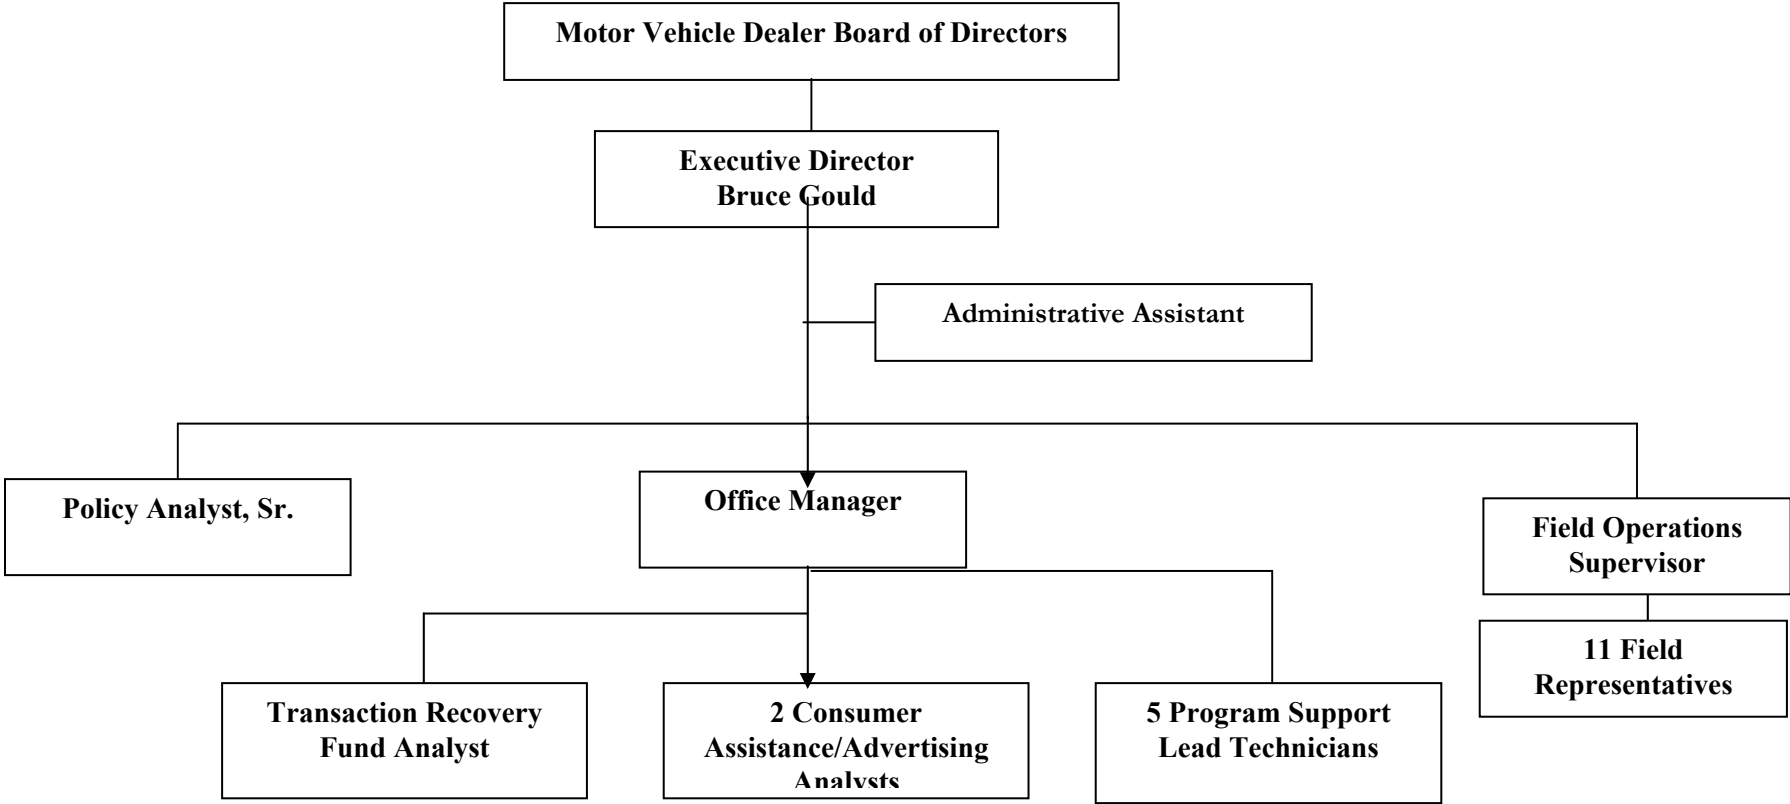 Motor Vehicle Dealer Board of Directors
Executive Director
Bruce Gould
Administrative Assistant
Policy Analyst, Sr.
Office Manager
Field Operations
Supervisor
11 Field
Representatives
Transaction Recovery
Fund Analyst
2 Consumer
Assistance/Advertising
Analysts
5 Program Support
Lead Technicians